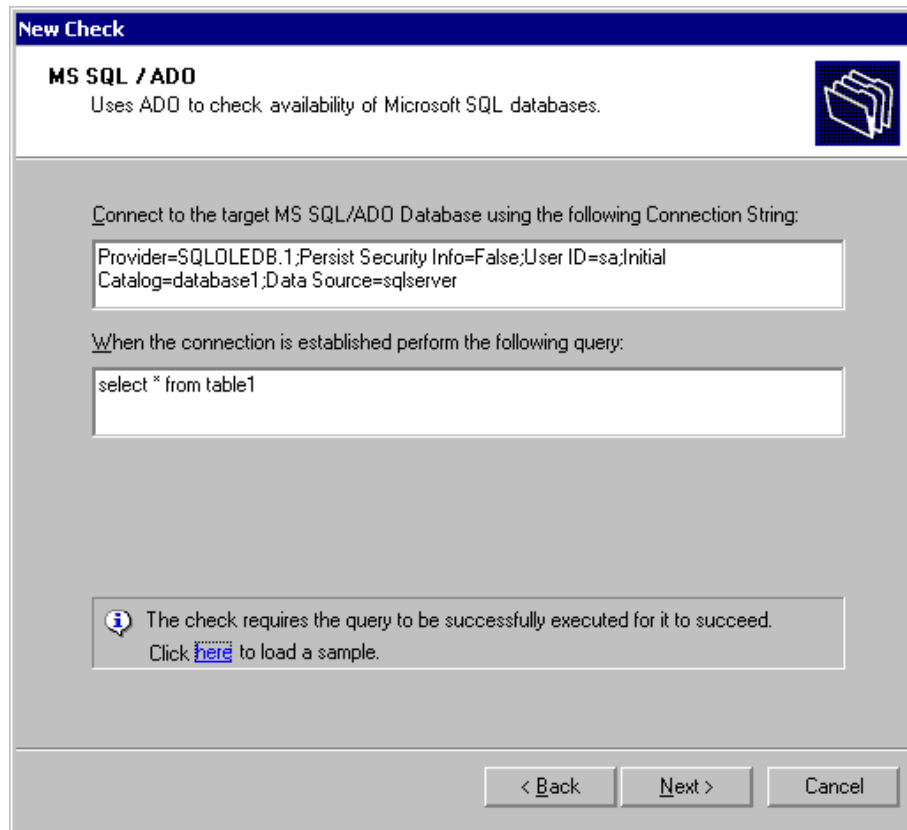 New Check
MS SQL / ADO
Uses ADO to check availability of Microsoft SQL databases.
Connect to the target MS SQL/ADO Database using the following Connection String:
Provider=SQLOLEDB.1;Persist Security Info=False;User ID=sa;Initial
Catalog=database1;Data Source=sqlserver
When the connection is established perform the following query:
select * from table1
The check requires the query to be successfully executed for it to succeed.
Click here to load a sample.
< Back Next > Cancel